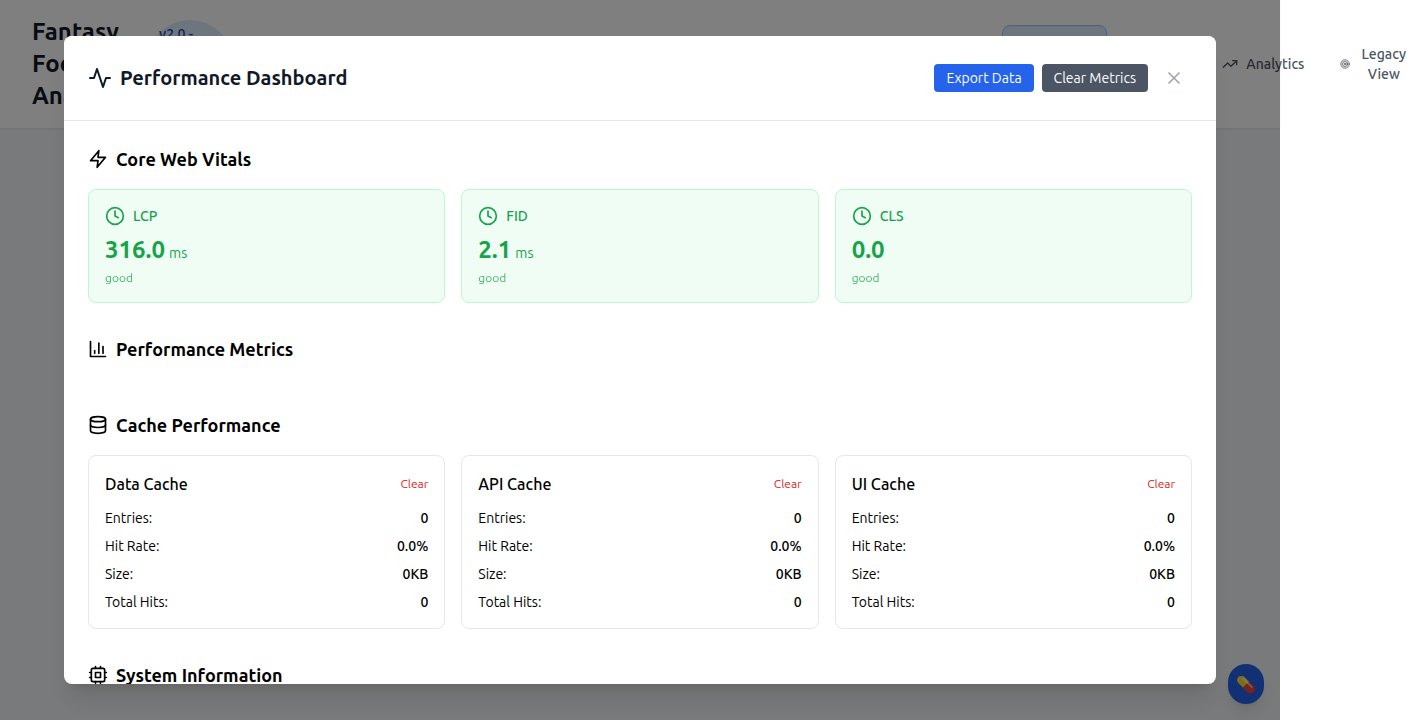 Fantasy
v2.0 -
Foo
An
Analytics
Legacy
View
Performance Dashboard
Export Data
Clear Metrics
Core Web Vitals
LCP
316.0 ms
good
FID
2.1 ms
good
CLS
0.0
good
Performance Metrics
Cache Performance
Data Cache
Clear
Entries: 0
Hit Rate: 0.0%
Size: 0KB
Total Hits: 0
API Cache
Clear
Entries: 0
Hit Rate: 0.0%
Size: 0KB
Total Hits: 0
UI Cache
Clear
Entries: 0
Hit Rate: 0.0%
Size: 0KB
Total Hits: 0
System Information